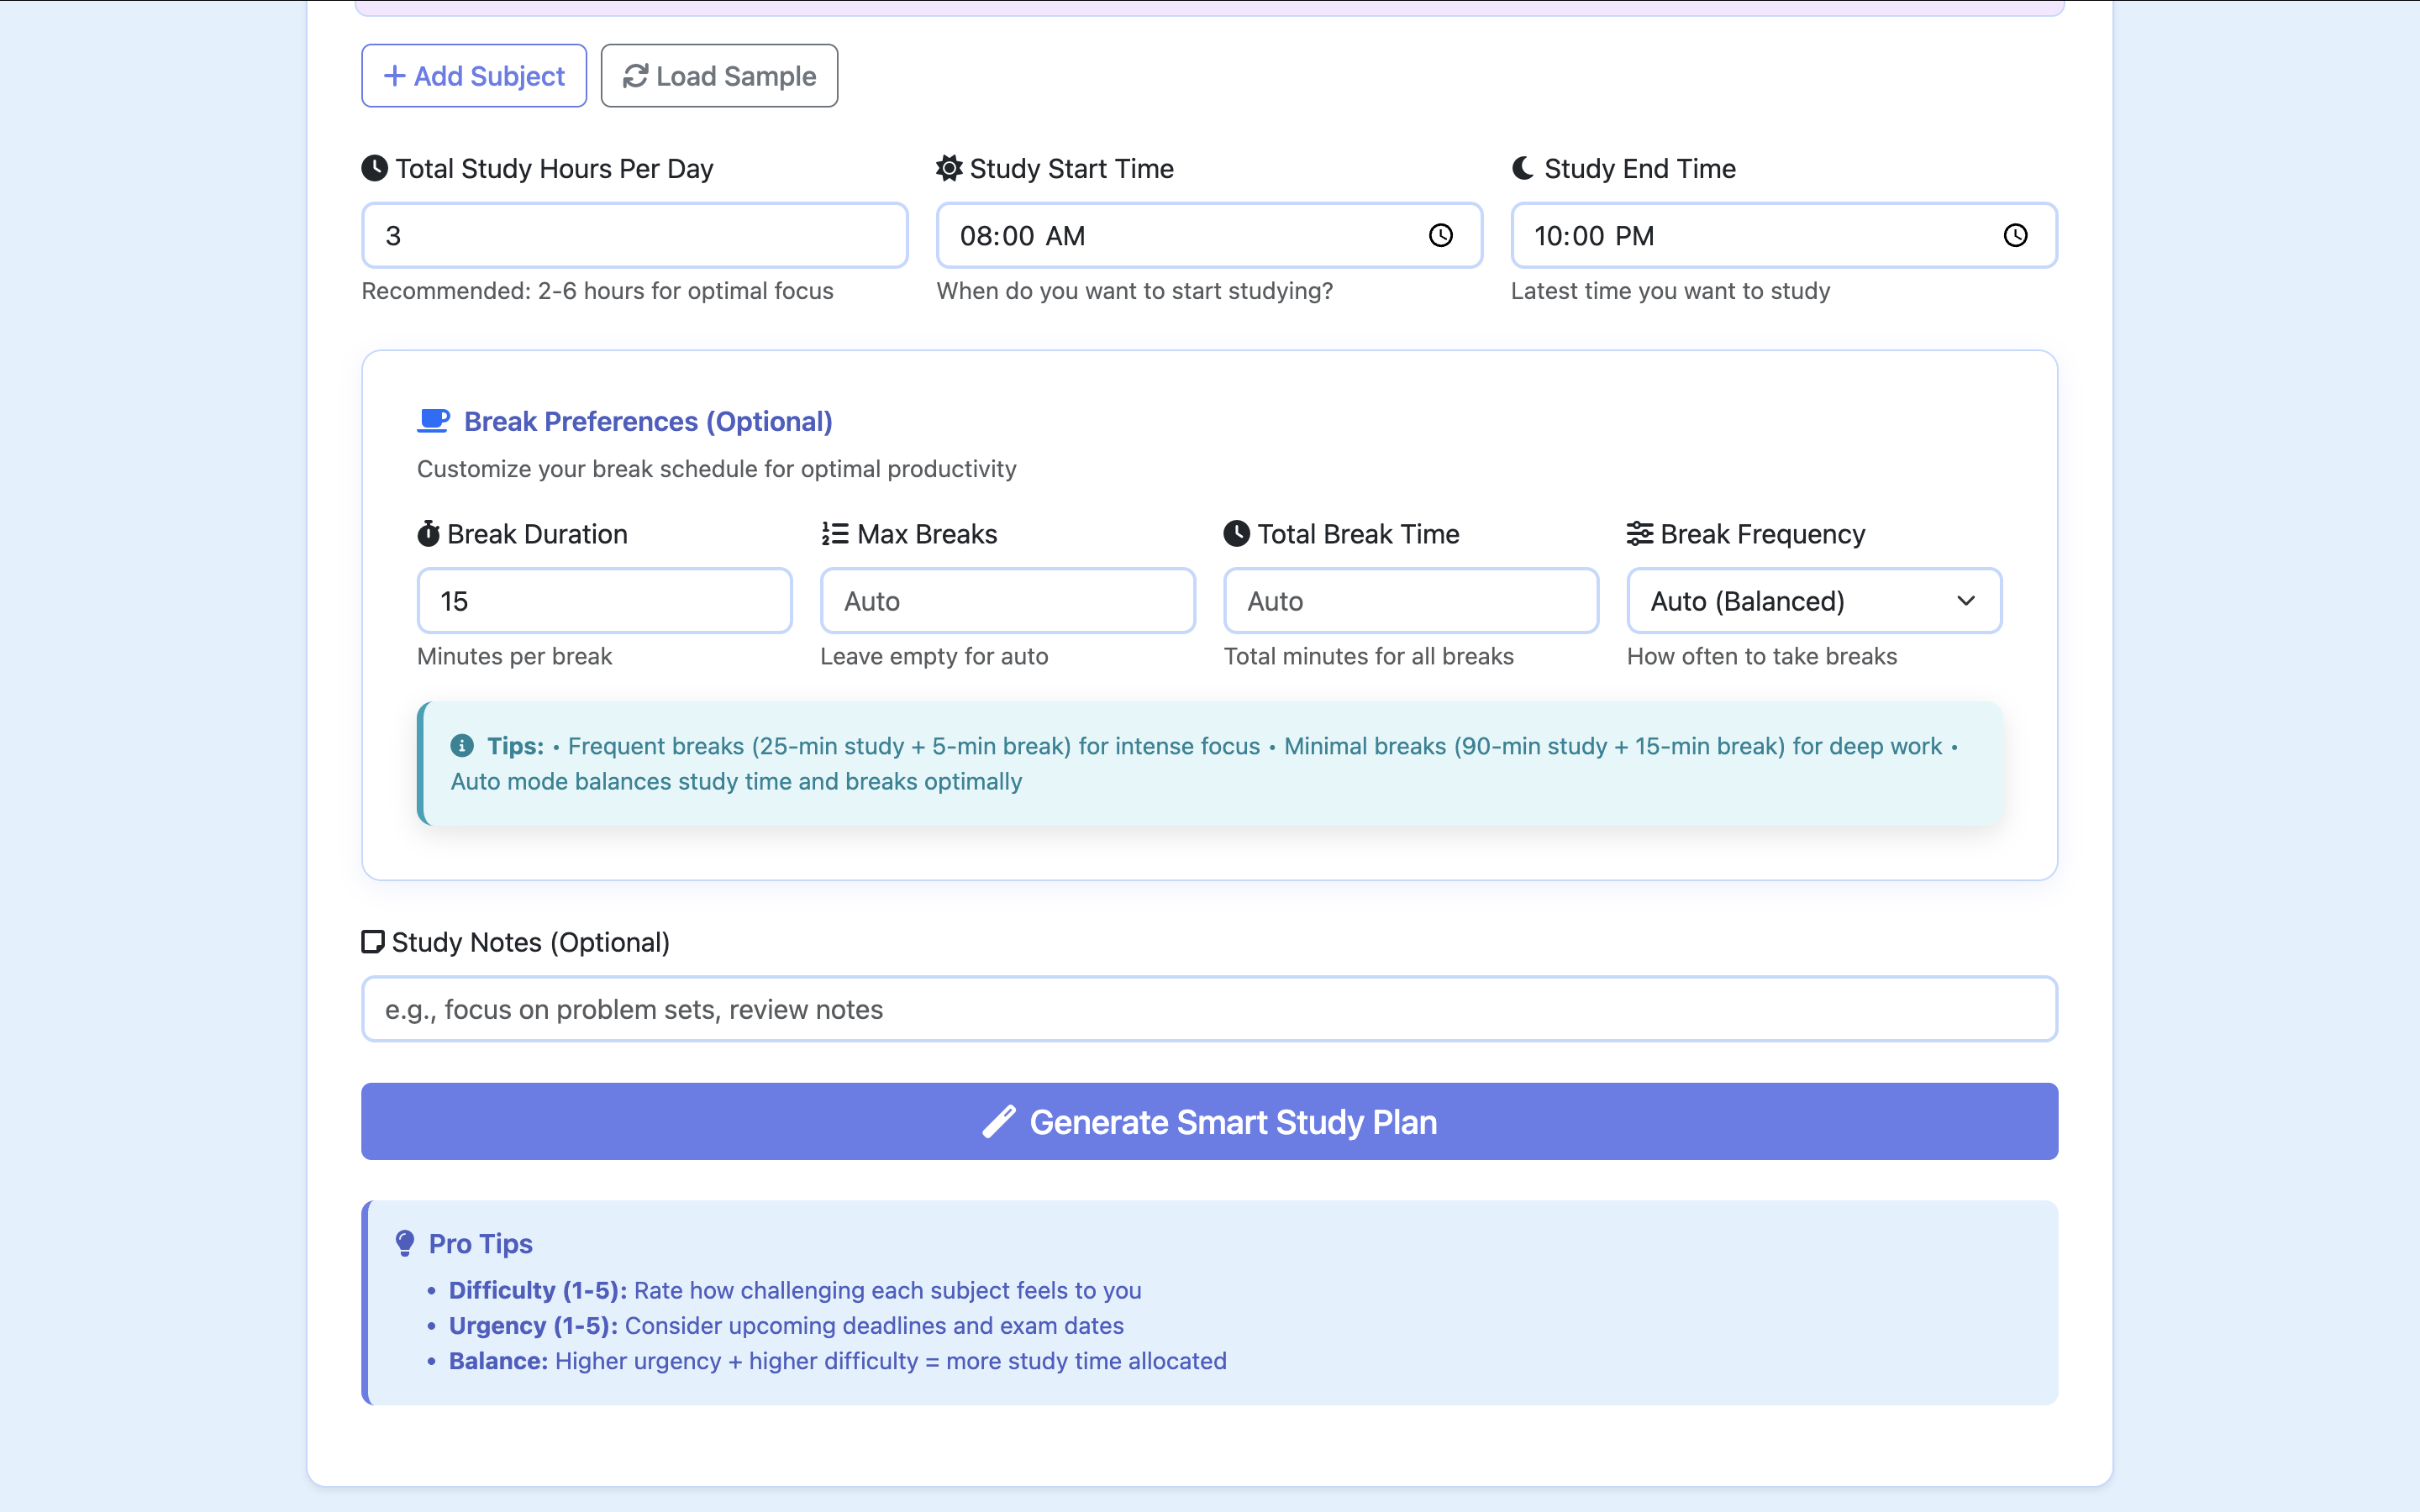 Add Subject
Load Sample
Total Study Hours Per Day
Study Start Time
Study End Time
3
08:00 AM
10:00 PM
Recommended: 2-6 hours for optimal focus
When do you want to start studying?
Latest time you want to study
Break Preferences (Optional)
Customize your break schedule for optimal productivity
Break Duration
Max Breaks
Total Break Time
Break Frequency
15
Auto
Auto
Auto (Balanced)
Minutes per break
Leave empty for auto
Total minutes for all breaks
How often to take breaks
Tips: • Frequent breaks (25-min study + 5-min break) for intense focus • Minimal breaks (90-min study + 15-min break) for deep work •
Auto mode balances study time and breaks optimally
Study Notes (Optional)
e.g., focus on problem sets, review notes
Generate Smart Study Plan
Pro Tips
• Difficulty (1-5): Rate how challenging each subject feels to you
• Urgency (1-5): Consider upcoming deadlines and exam dates
• Balance: Higher urgency + higher difficulty = more study time allocated